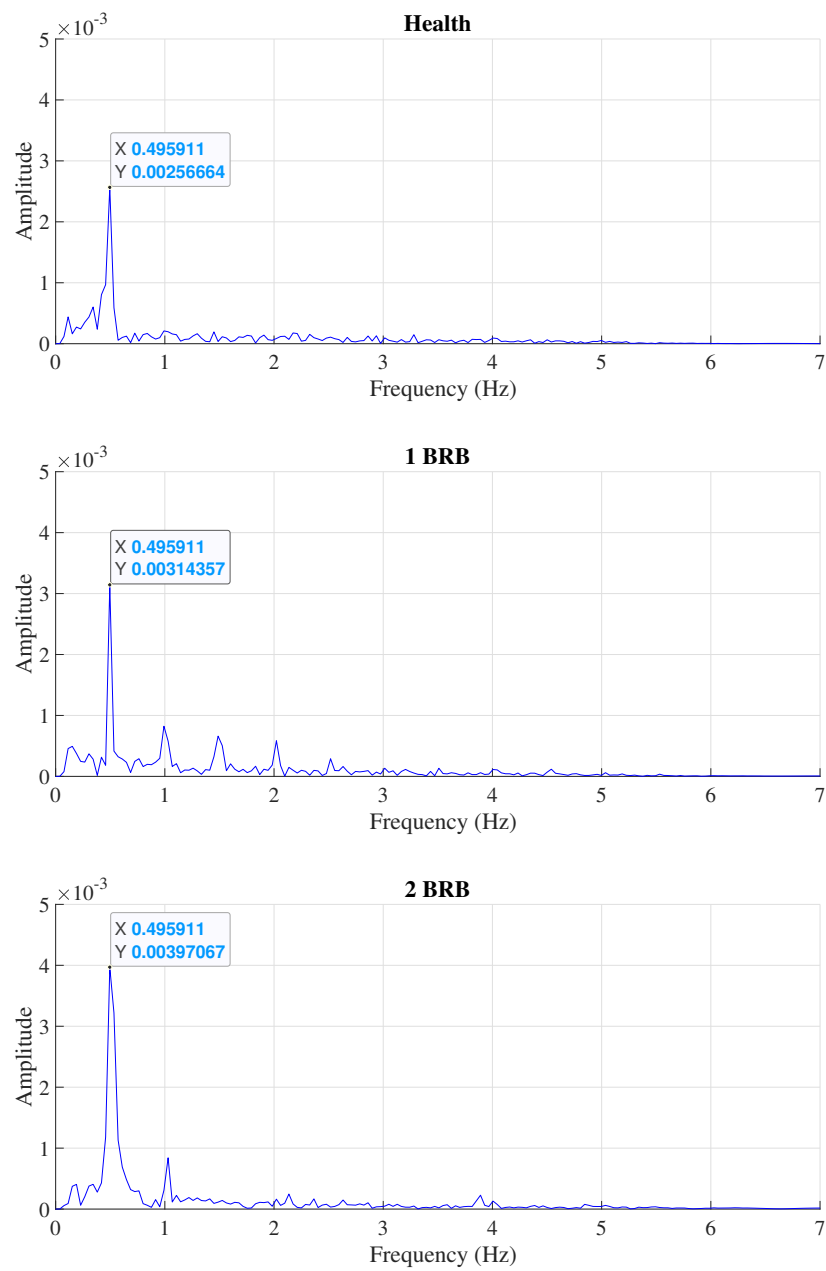 Health
×10-3
5
4
3
2
1
0
Amplitude
X 0.495911
Y 0.00256664
0 1 2 3 4 5 6 7
Frequency (Hz)
1 BRB
×10-3
5
4
3
2
1
0
Amplitude
X 0.495911
Y 0.00314357
0 1 2 3 4 5 6 7
Frequency (Hz)
2 BRB
×10-3
5
4
3
2
1
0
Amplitude
X 0.495911
Y 0.00397067
0 1 2 3 4 5 6 7
Frequency (Hz)